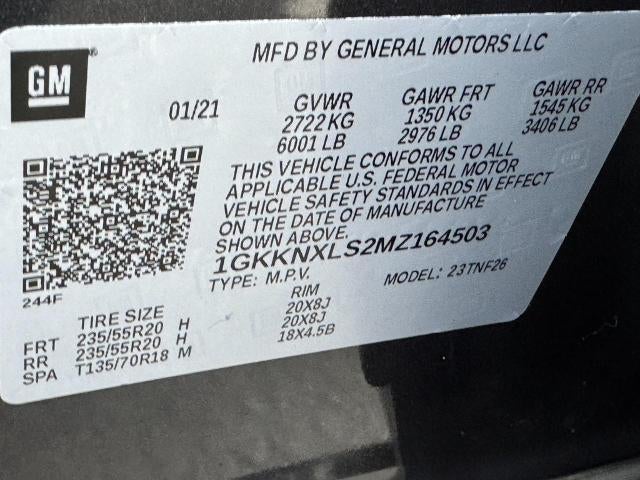 GM
MFD BY GENERAL MOTORS LLC
01/21
GVWR
2722 KG
6001 LB
GAWR FRT
1350 KG
2976 LB
GAWR RR
1545 KG
3406 LB
THIS VEHICLE CONFORMS TO ALL
APPLICABLE U.S. FEDERAL MOTOR
VEHICLE SAFETY STANDARDS IN EFFECT
ON THE DATE OF MANUFACTURE
SHOWN ABOVE.
1GKKNXLS2MZ164503
TYPE: M.P.V. MODEL: 23TNF26
244F
TIRE SIZE RIM
FRT 235/55R20 H 20X8J
RR 235/55R20 H 20X8J
SPA T135/70R18 M 18X4.5B